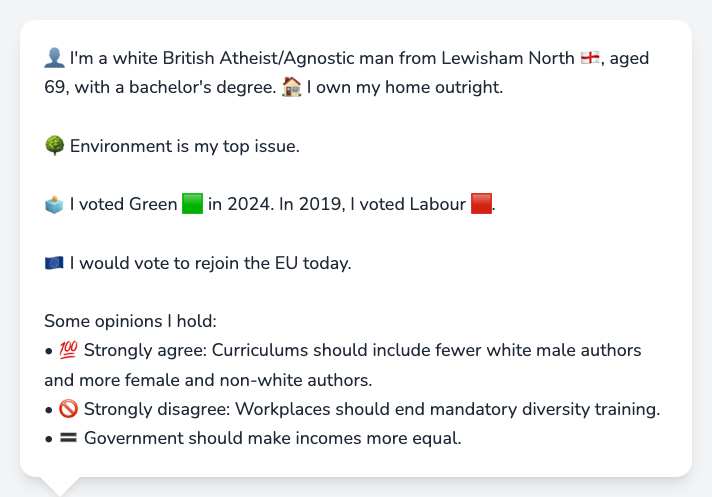 👤 I'm a white British Atheist/Agnostic man from Lewisham North 🏴󠁧󠁢󠁥󠁮󠁧󠁿, aged
69, with a bachelor's degree. 🏠 I own my home outright.
🌳 Environment is my top issue.
🗳️ I voted Green 🟩 in 2024. In 2019, I voted Labour 🟥.
🇪🇺 I would vote to rejoin the EU today.
Some opinions I hold:
• 💯 Strongly agree: Curriculums should include fewer white male authors
and more female and non-white authors.
• 🚫 Strongly disagree: Workplaces should end mandatory diversity training.
• 🟰 Government should make incomes more equal.